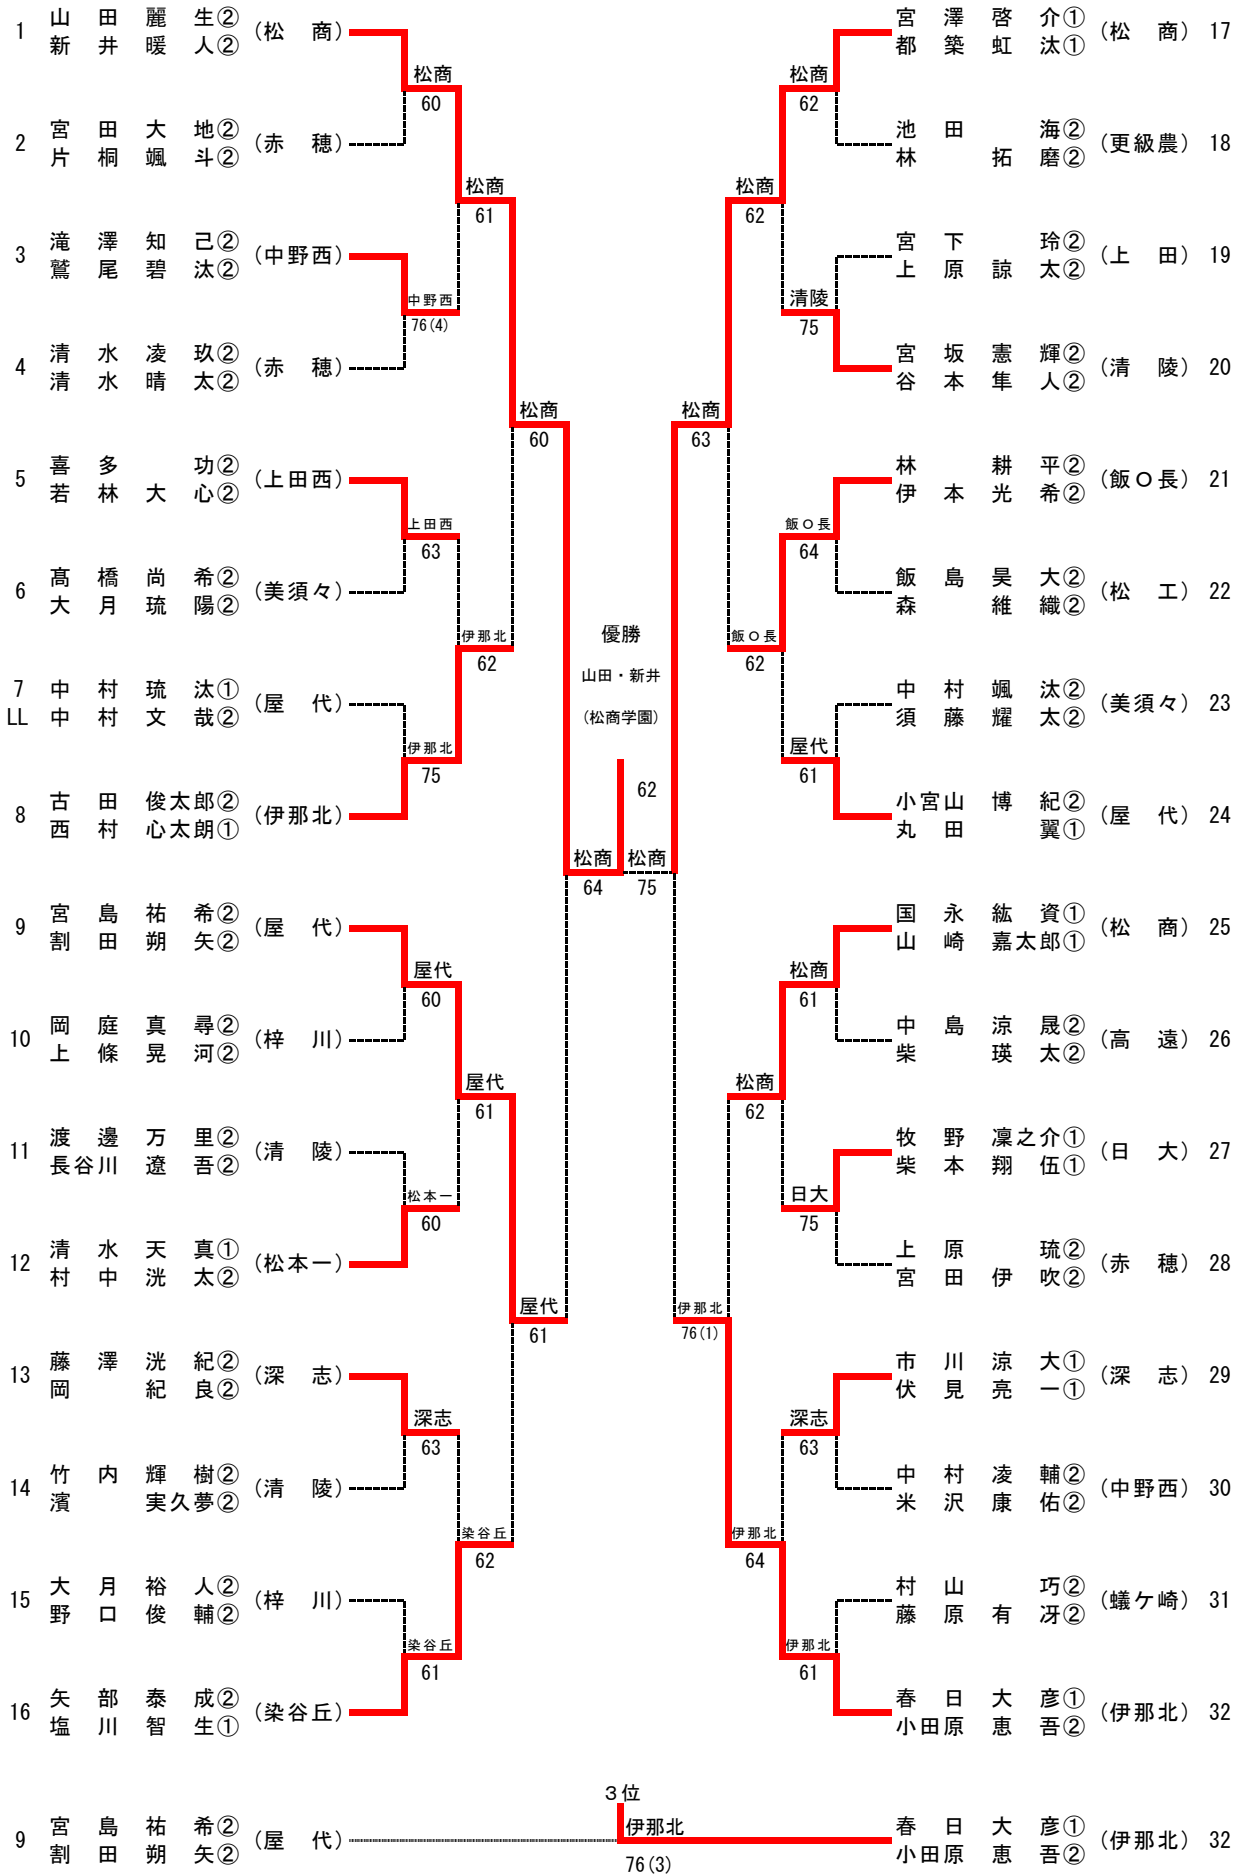 1 山田麗生② (松商)
新井暖人②
2 宮田大地② (赤穂)
片桐颯斗②
3 滝澤知己② (中野西)
鷲尾碧汰②
4 清水凌玖② (赤穂)
清水晴太②
5 喜多功② (上田西)
若林大心②
6 髙橋尚希② (美須々)
大月琉陽②
7 中村琉汰① (屋代)
LL 中村文哉②
8 古田俊太郎② (伊那北)
西村心太朗①
9 宮島祐希② (屋代)
割田朔矢②
10 岡庭真尋② (梓川)
上條晃河②
11 渡邊万里② (清陵)
長谷川遼吾②
12 清水天真① (松本一)
村中洸太②
13 藤澤洸紀② (深志)
岡紀良②
14 竹内輝樹② (清陵)
濱実久夢②
15 大月裕人② (梓川)
野口俊輔②
16 矢部泰成② (染谷丘)
塩川智生①
松商
60
中野西
76(4)
上田西
63
伊那北
75
屋代
60
松本一
60
深志
63
染谷丘
61
松商
61
伊那北
62
屋代
61
染谷丘
62
松商
60
屋代
61
松商
64
優勝
山田・新井
(松商学園)
62
松商
75
松商
63
伊那北
76(1)
松商
62
飯O長
62
松商
62
伊那北
64
松商
62
清陵
75
飯O長
64
屋代
61
松商
61
日大
75
深志
63
伊那北
61
宮澤啓介① (松商) 17
都築虹汰①
池田海② (更級農) 18
林拓磨②
宮下玲② (上田) 19
上原諒太②
宮坂憲輝② (清陵) 20
谷本隼人②
林耕平② (飯O長) 21
伊本光希②
飯島昊大② (松工) 22
森維織②
中村颯汰② (美須々) 23
須藤耀太②
小宮山博紀② (屋代) 24
丸田翼①
国永紘資① (松商) 25
山崎嘉太郎①
中島涼晟② (高遠) 26
柴瑛太②
牧野凜之介① (日大) 27
柴本翔伍①
上原琉② (赤穂) 28
宮田伊吹②
市川涼大① (深志) 29
伏見亮一①
中村凌輔② (中野西) 30
米沢康佑②
村山巧② (蟻ケ崎) 31
藤原有冴②
春日大彦① (伊那北) 32
小田原恵吾②
3位
9 宮島祐希② (屋代)
割田朔矢②
伊那北
76(3)
春日大彦① (伊那北) 32
小田原恵吾②